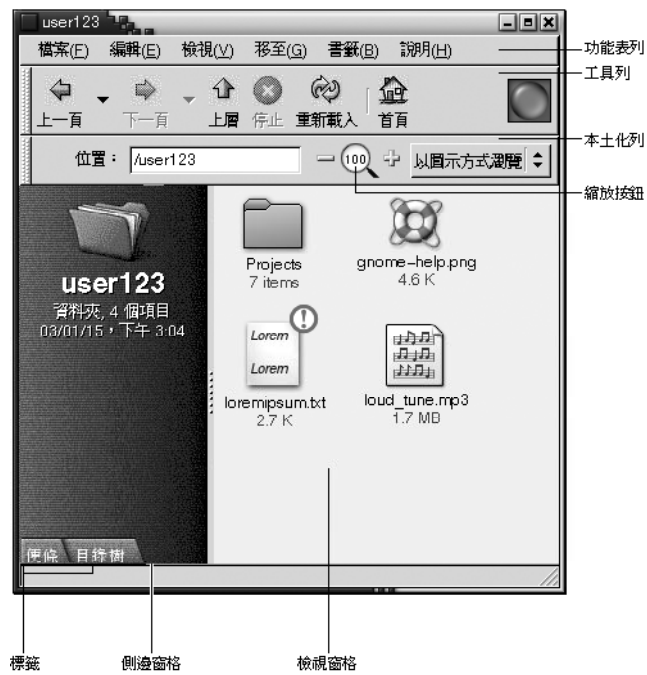 user123
檔案(F) 編輯(E) 檢視(V) 移至(G) 書籤(B) 說明(H)
功能表列
工具列
上一頁 下一頁 上層 停止 重新載入 首頁
本土化列
位置： /user123 100 以圖示方式瀏覽
縮放按鈕
user123
資料夾, 4 個項目
03/01/15，下午 3:04
Projects
7 items
gnome-help.png
4.6 K
Lorem
Lorem
loremipsum.txt
2.7 K
loud_tune.mp3
1.7 MB
便條 目錄樹
標籤 側邊窗格 檢視窗格